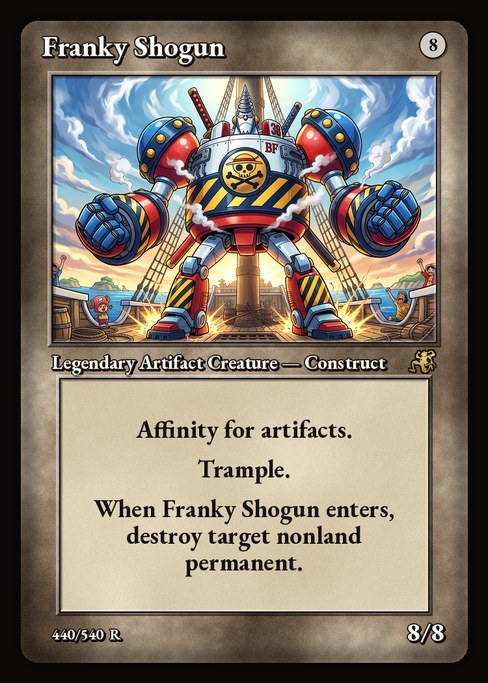 Franky Shogun
8
38
BF
Legendary Artifact Creature — Construct
Affinity for artifacts.
Trample.
When Franky Shogun enters,
destroy target nonland
permanent.
440/540 R
8/8